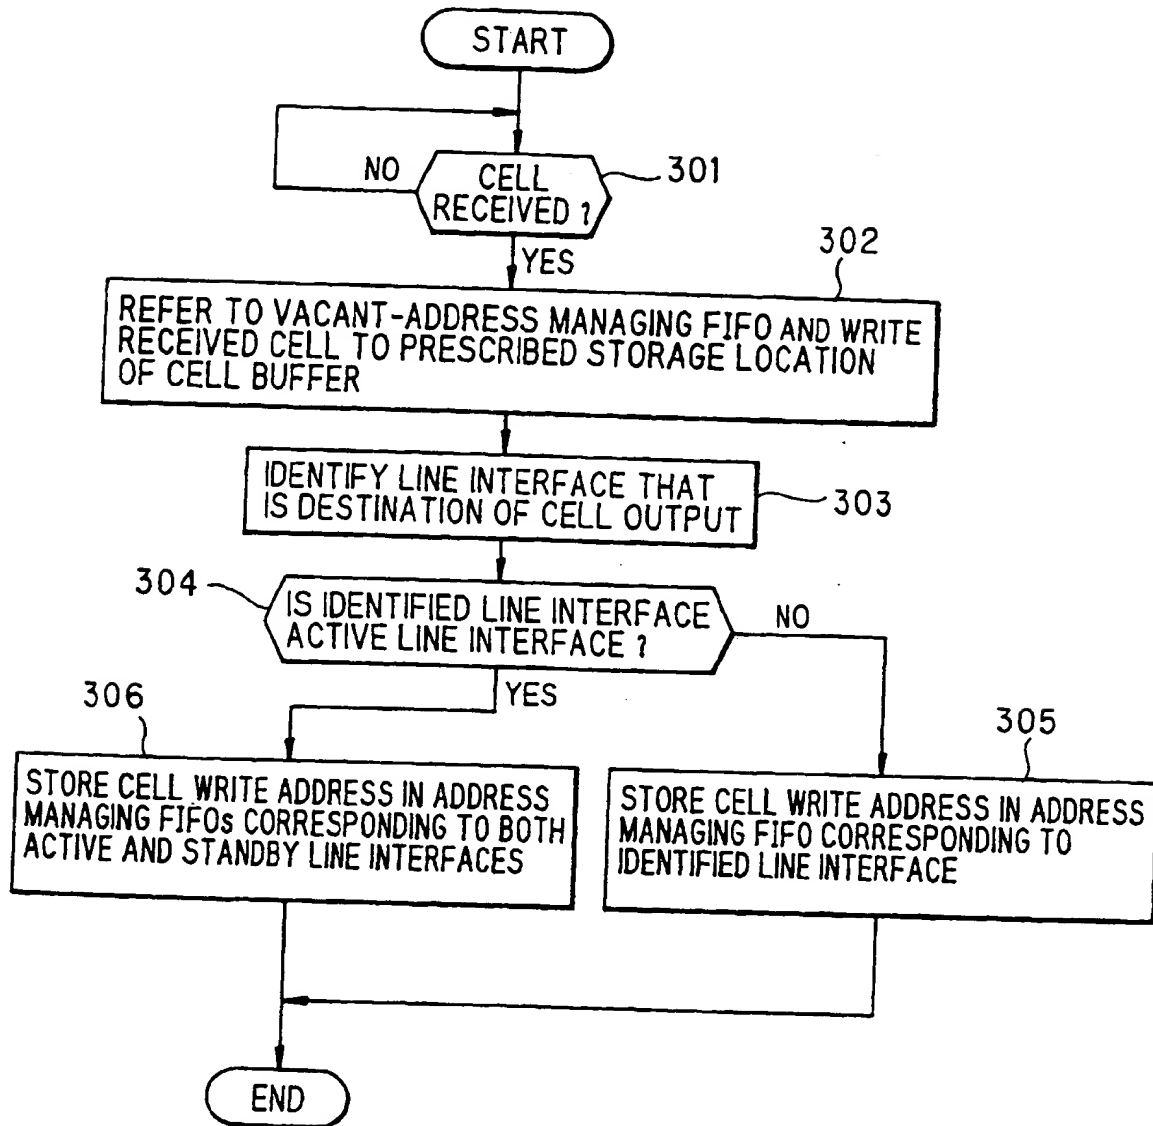 START
NO
CELL
RECEIVED ?
301
YES
302
REFER TO VACANT-ADDRESS MANAGING FIFO AND WRITE
RECEIVED CELL TO PRESCRIBED STORAGE LOCATION
OF CELL BUFFER
IDENTIFY LINE INTERFACE THAT
IS DESTINATION OF CELL OUTPUT
303
304
IS IDENTIFIED LINE INTERFACE
ACTIVE LINE INTERFACE ?
NO
YES
306
305
STORE CELL WRITE ADDRESS IN ADDRESS
MANAGING FIFOs CORRESPONDING TO BOTH
ACTIVE AND STANDBY LINE INTERFACES
STORE CELL WRITE ADDRESS IN ADDRESS
MANAGING FIFO CORRESPONDING TO
IDENTIFIED LINE INTERFACE
END